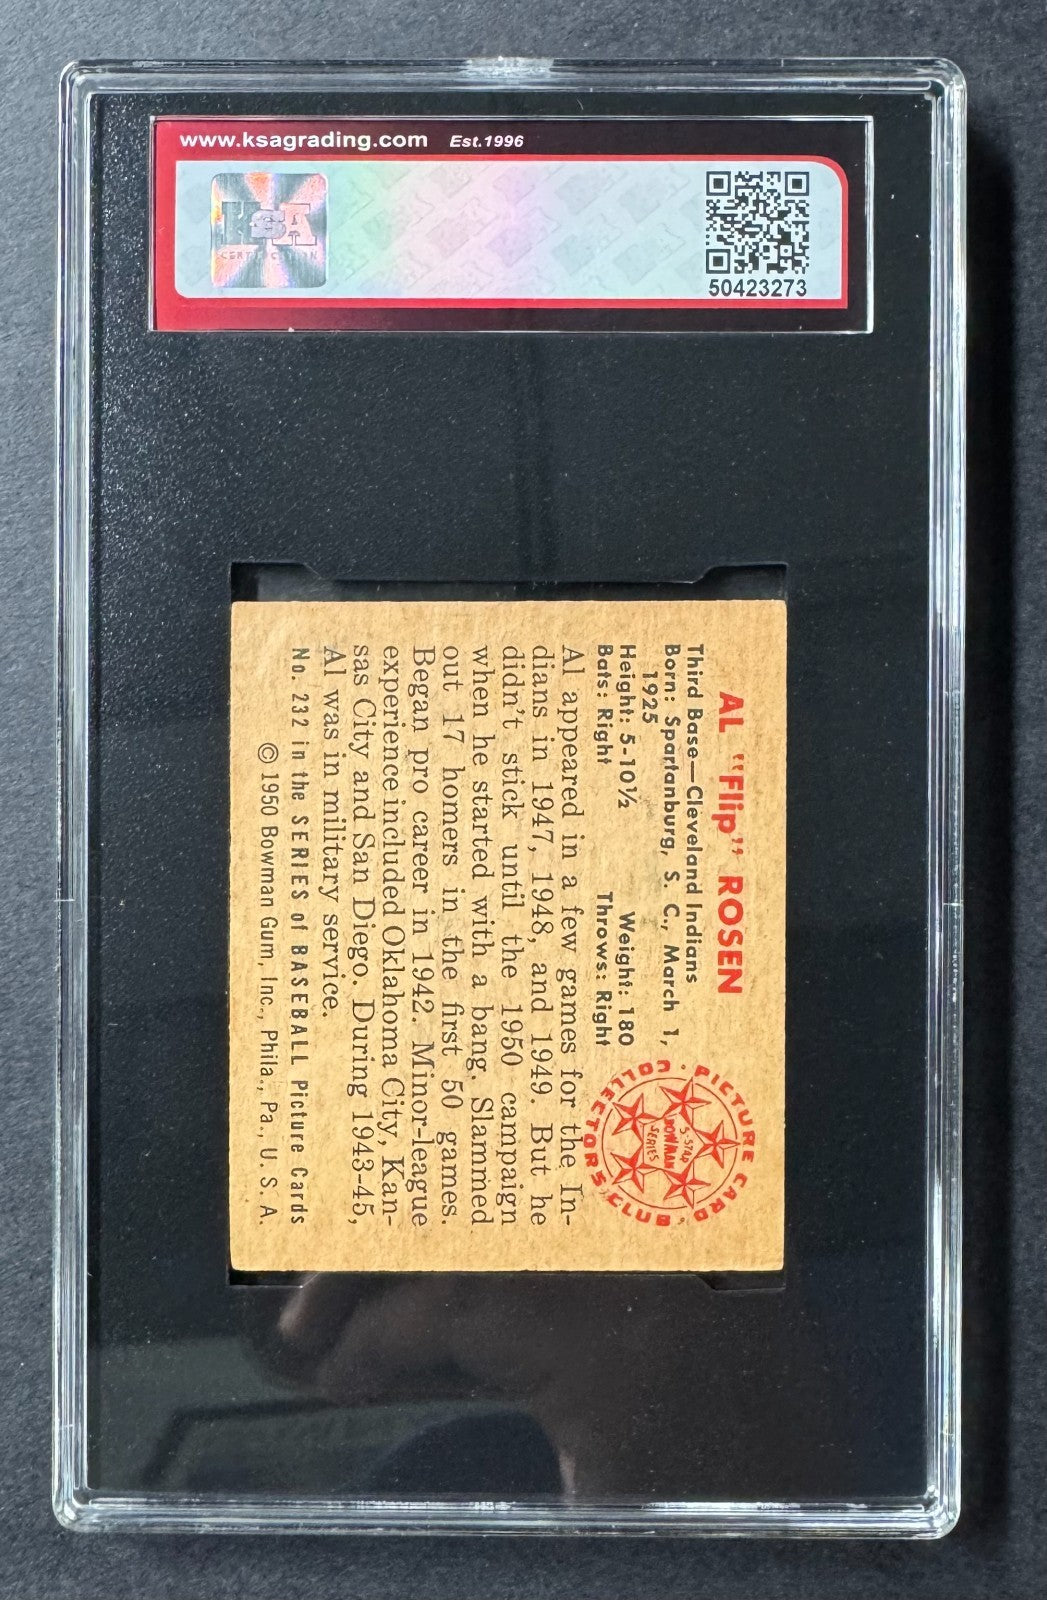 www.ksagrading.com Est.1996
KSA
CERTIFICATION
50423273
AL "Flip" ROSEN
Third Base—Cleveland Indians
Born: Spartanburg, S. C., March 1,
1925
Height: 5-10½ Weight: 180
Bats: Right Throws: Right
Al appeared in a few games for the In-
dians in 1947, 1948, and 1949. But he
didn't stick until the 1950 campaign
when he started with a bang. Slammed
out 17 homers in the first 50 games.
Began pro career in 1942. Minor-league
experience included Oklahoma City, Kan-
sas City and San Diego. During 1943-45,
Al was in military service.
No. 232 in the SERIES of BASEBALL Picture Cards
© 1950 Bowman Gum, Inc., Phila., Pa., U. S. A.
· PICTURE CARD ·
COLLECTORS CLUB
5-STAR
BOWMAN
SERIES